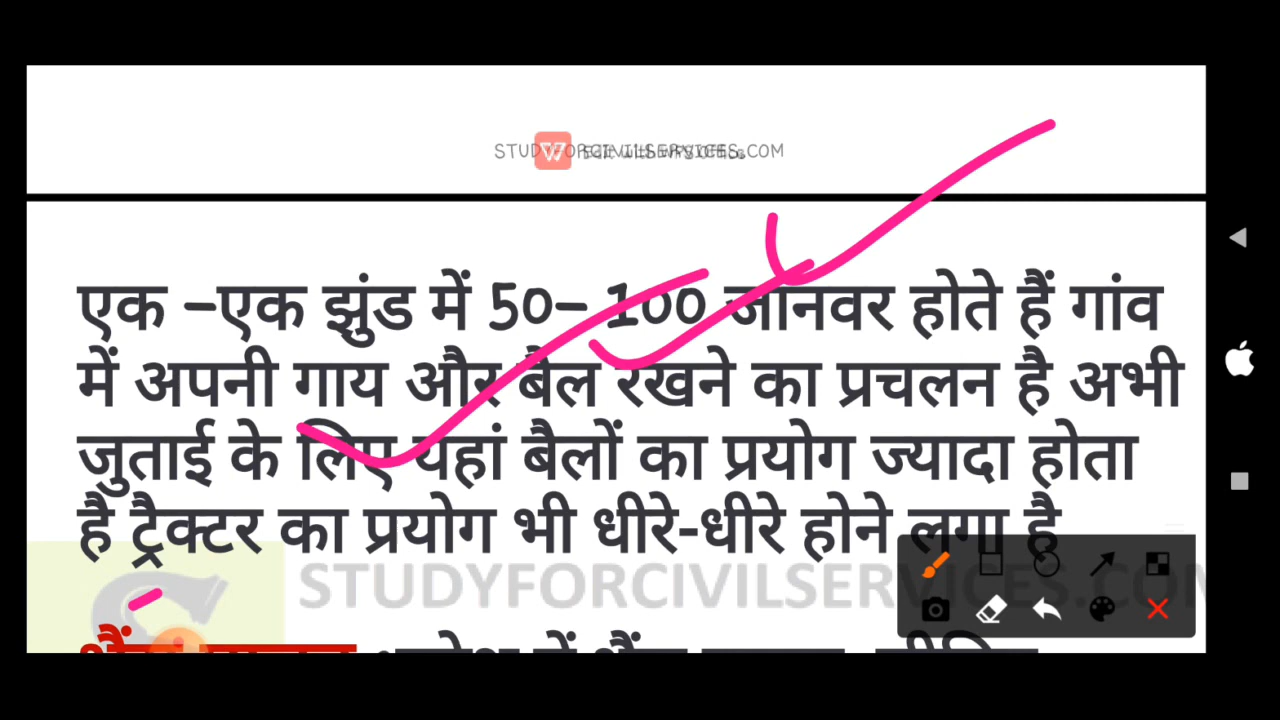 STUDYFORCIVILSERVICES.COM
एक –एक झुंड में 50– 100 जानवर होते हैं गांव
में अपनी गाय और बैल रखने का प्रचलन है अभी
जुताई के लिए यहां बैलों का प्रयोग ज्यादा होता
है ट्रैक्टर का प्रयोग भी धीरे-धीरे होने लगा है
STUDYFORCIVILSERVICES.COM